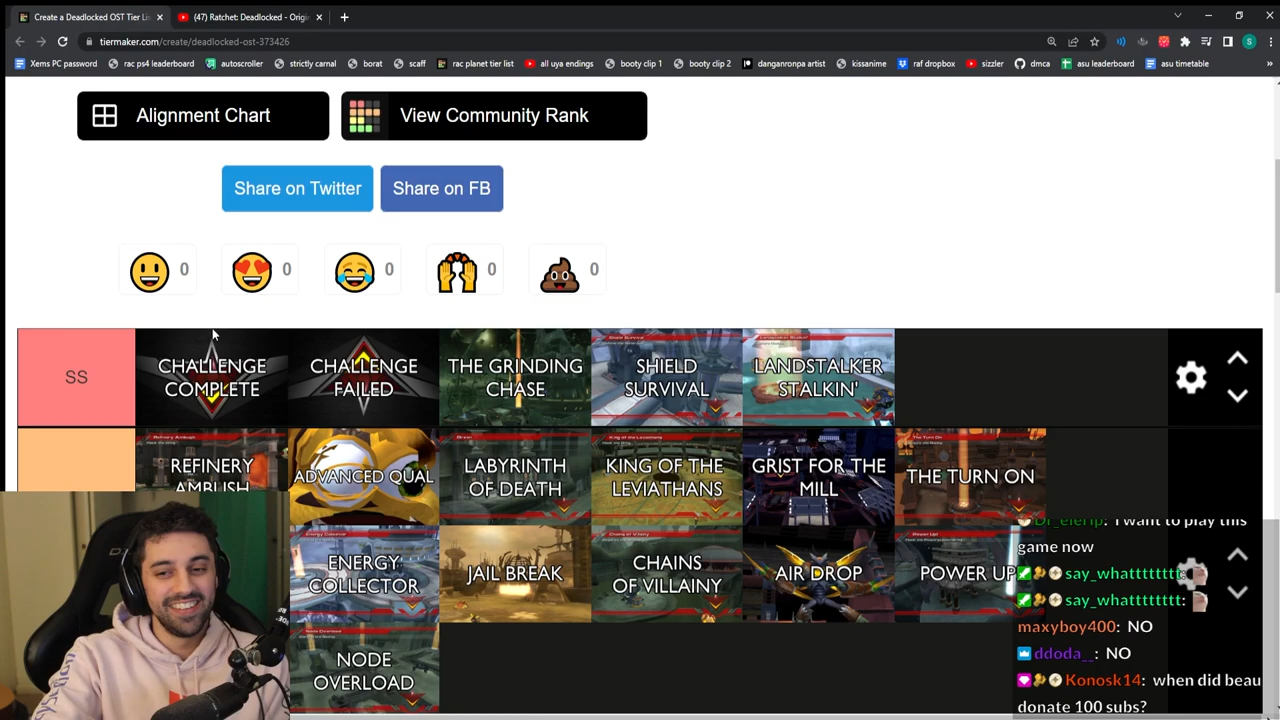 Create a Deadlocked OST Tier Lis
(47) Ratchet: Deadlocked - Origin
tiermaker.com/create/deadlocked-ost-373426
Xems PC password
rac ps4 leaderboard
autoscroller
strictly carnal
borat
scaff
rac planet tier list
all uya endings
booty clip 1
booty clip 2
danganronpa artist
kissanime
raf dropbox
sizzler
dmca
asu leaderboard
asu timetable
Alignment Chart
View Community Rank
Share on Twitter
Share on FB
0
0
0
0
0
SS
CHALLENGE
COMPLETE
CHALLENGE
FAILED
THE GRINDING
CHASE
SHIELD
SURVIVAL
LANDSTALKER
STALKIN'
REFINERY
AMBUSH
ADVANCED QUAL
LABYRINTH
OF DEATH
KING OF THE
LEVIATHANS
GRIST FOR THE
MILL
THE TURN ON
ENERGY
COLLECTOR
JAIL BREAK
CHAINS
OF VILLAINY
AIR DROP
POWER UP
NODE
OVERLOAD
I want to play this
game now
say_whatttttttt:
say_whatttttttt:
maxyboy400: NO
ddoda__: NO
Konosk14: when did beau
donate 100 subs?